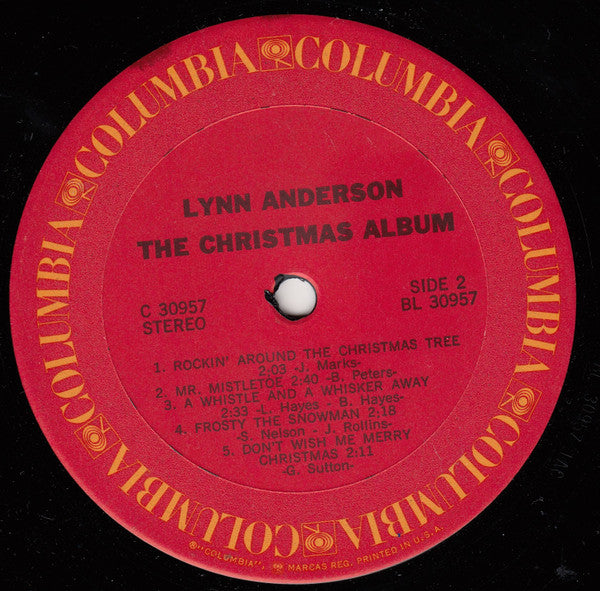 COLUMBIA COLUMBIA COLUMBIA COLUMBIA COLUMBIA COLUMBIA
LYNN ANDERSON
THE CHRISTMAS ALBUM
C 30957
STEREO
SIDE 2
BL 30957
1. ROCKIN' AROUND THE CHRISTMAS TREE
2:03 -J. Marks-
2. MR. MISTLETOE 2:40 -B. Peters-
3. A WHISTLE AND A WHISKER AWAY
2:33 -L. Hayes - B. Hayes-
4. FROSTY THE SNOWMAN 2:18
-S. Nelson - J. Rollins-
5. DON'T WISH ME MERRY
CHRISTMAS 2:11
-G. Sutton-
® "COLUMBIA", MARCAS REG. PRINTED IN U.S.A.